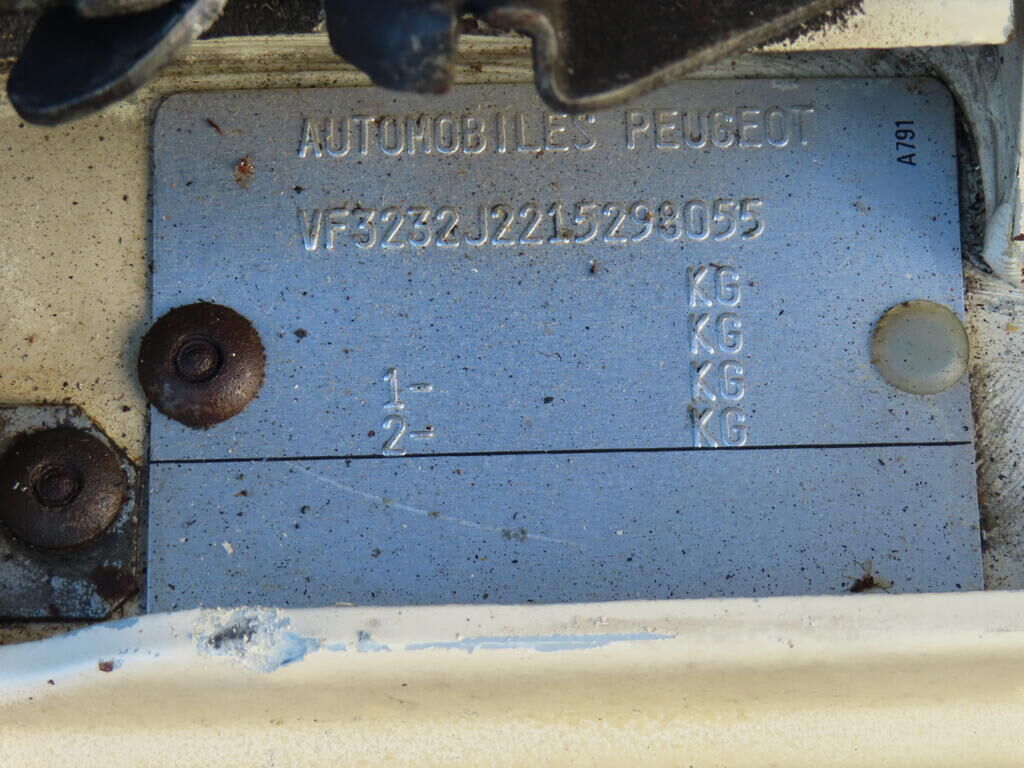 AUTOMOBILES PEUGEOT
A791
VF3232J2215298055
KG
KG
1- KG
2- KG